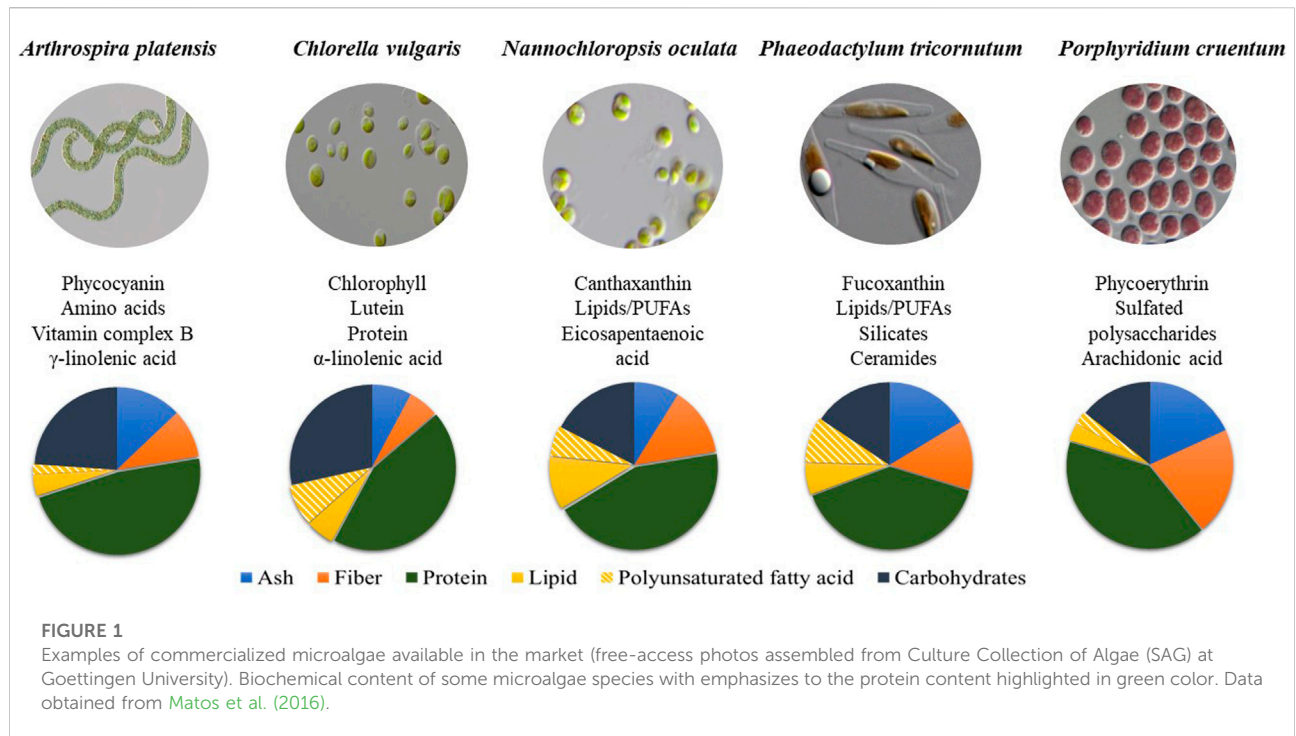 Arthrospira platensis
Chlorella vulgaris
Nannochloropsis oculata
Phaeodactylum tricornutum
Porphyridium cruentum
Phycocyanin
Amino acids
Vitamin complex B
γ-linolenic acid
Chlorophyll
Lutein
Protein
α-linolenic acid
Canthaxanthin
Lipids/PUFAs
Eicosapentaenoic
acid
Fucoxanthin
Lipids/PUFAs
Silicates
Ceramides
Phycoerythrin
Sulfated
polysaccharides
Arachidonic acid
Ash Fiber Protein Lipid Polyunsaturated fatty acid Carbohydrates
FIGURE 1
Examples of commercialized microalgae available in the market (free-access photos assembled from Culture Collection of Algae (SAG) at
Goettingen University). Biochemical content of some microalgae species with emphasizes to the protein content highlighted in green color. Data
obtained from Matos et al. (2016).